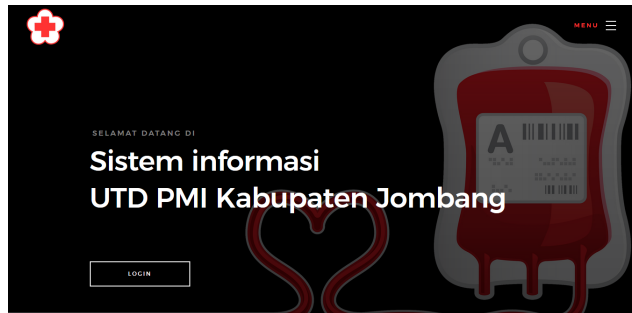 MENU
SELAMAT DATANG DI
Sistem informasi
UTD PMI Kabupaten Jombang
A
LOGIN